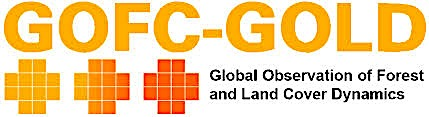 GOFC-GOLD
Global Observation of Forest
and Land Cover Dynamics